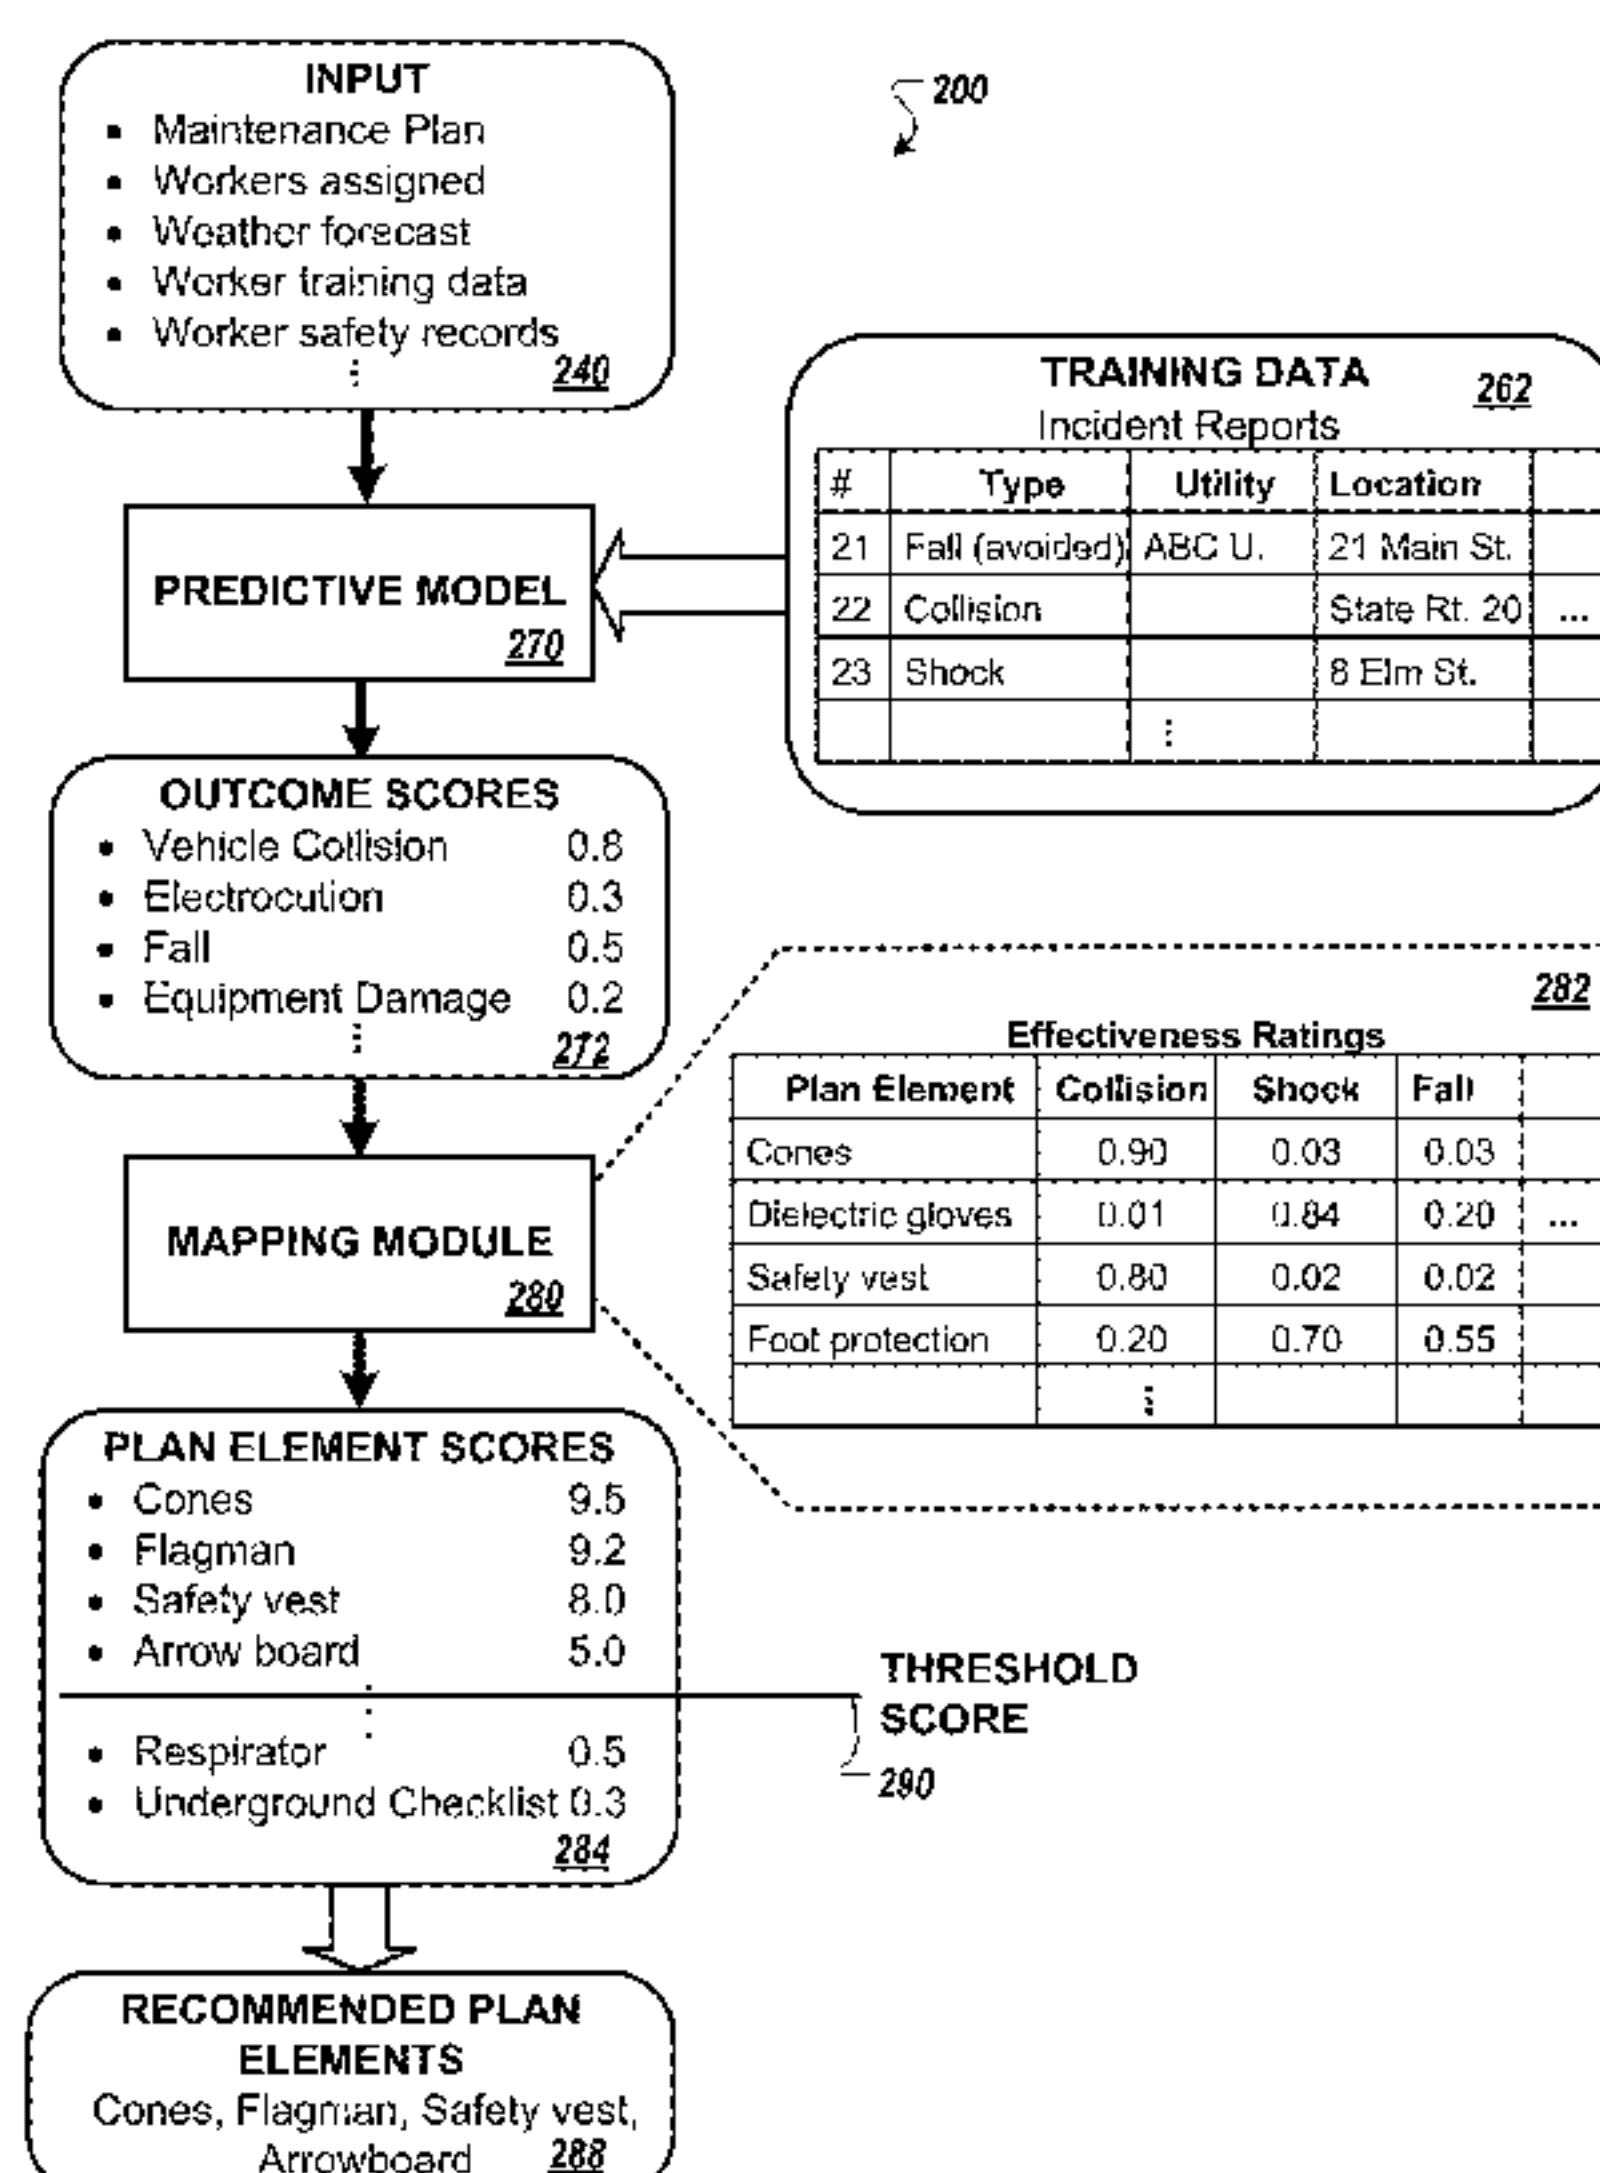 INPUT
• Maintenance Plan
• Workers assigned
• Weather forecast
• Worker training data
• Worker safety records
⋮
240
200
TRAINING DATA
262
Incident Reports
# Type Utility Location
21 Fall (avoided) ABC U. 21 Main St.
22 Collision State Rt. 20 ...
23 Shock 8 Elm St.
⋮
PREDICTIVE MODEL
270
OUTCOME SCORES
• Vehicle Collision 0.8
• Electrocution 0.3
• Fall 0.5
• Equipment Damage 0.2
⋮
272
282
Effectiveness Ratings
Plan Element Collision Shock Fall
Cones 0.90 0.03 0.03
Dielectric gloves 0.01 0.84 0.20 ...
Safety vest 0.80 0.02 0.02
Foot protection 0.20 0.70 0.55
⋮
MAPPING MODULE
280
PLAN ELEMENT SCORES
• Cones 9.5
• Flagman 9.2
• Safety vest 8.0
• Arrow board 5.0
⋮
• Respirator 0.5
• Underground Checklist 0.3
284
THRESHOLD
SCORE
290
RECOMMENDED PLAN
ELEMENTS
Cones, Flagman, Safety vest,
Arrowboard
288